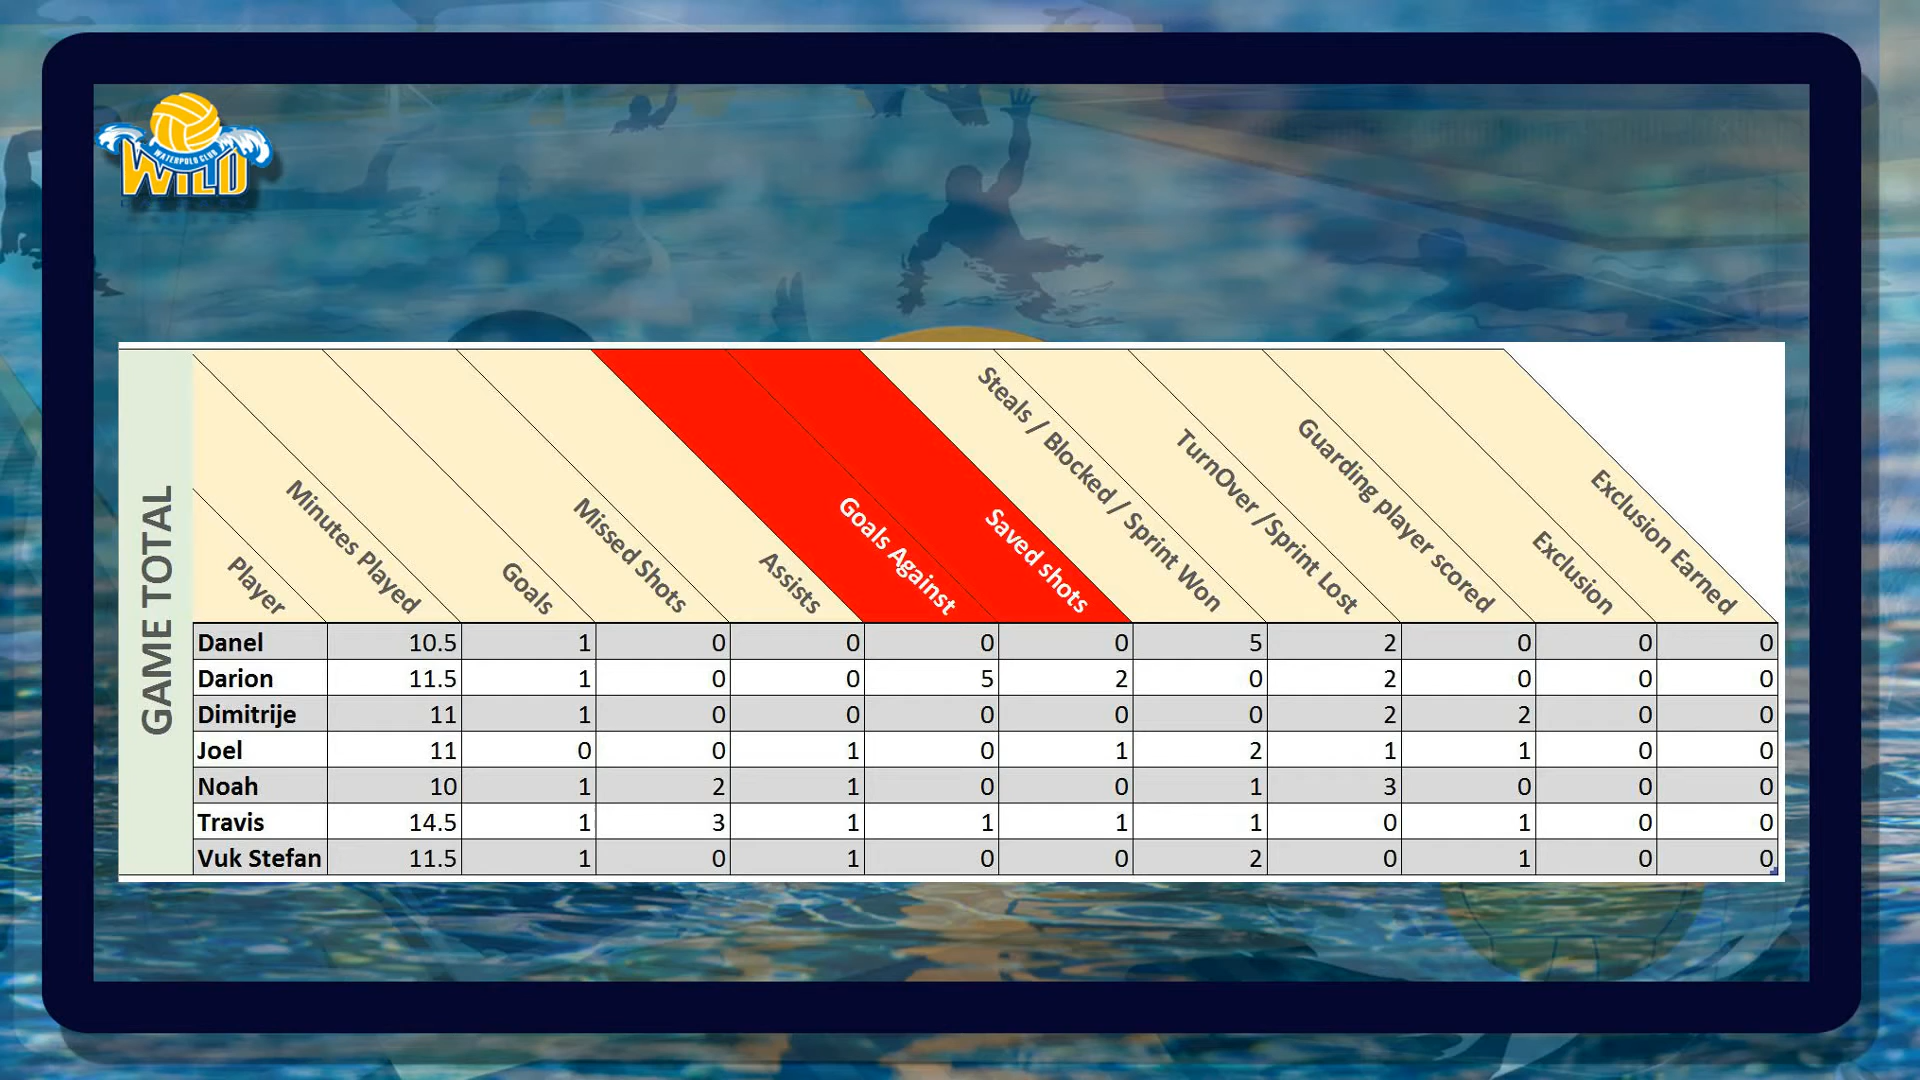 WATERPOLO CLUB
WILD
GAME TOTAL
Player
Minutes Played
Goals
Missed Shots
Assists
Goals Against
Saved shots
Steals / Blocked / Sprint Won
TurnOver /Sprint Lost
Guarding player scored
Exclusion
Exclusion Earned
Danel 10.5 1 0 0 0 0 5 2 0 0 0
Darion 11.5 1 0 0 5 2 0 2 0 0 0
Dimitrije 11 1 0 0 0 0 0 2 2 0 0
Joel 11 0 0 1 0 1 2 1 1 0 0
Noah 10 1 2 1 0 0 1 3 0 0 0
Travis 14.5 1 3 1 1 1 1 0 1 0 0
Vuk Stefan 11.5 1 0 1 0 0 2 0 1 0 0